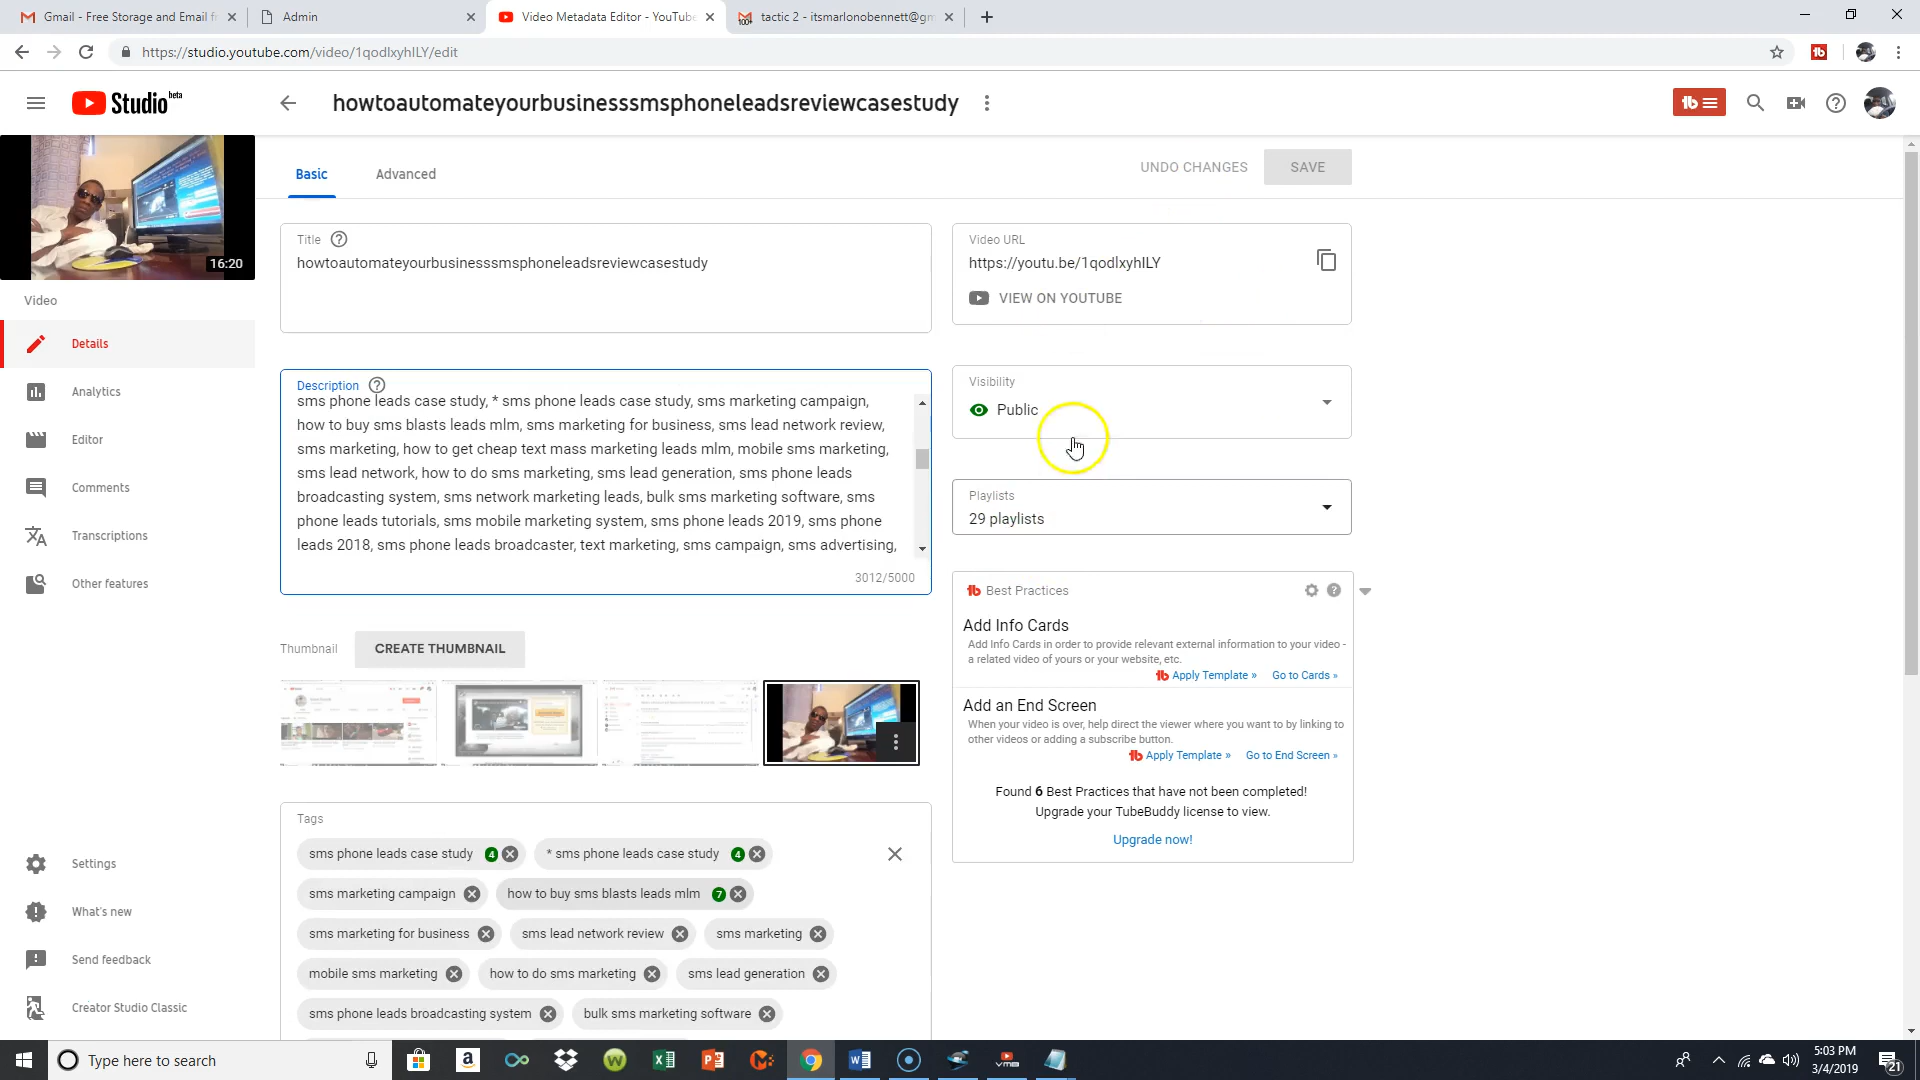 Gmail - Free Storage and Email fr
Admin
Video Metadata Editor - YouTube
tactic 2 - itsmarlonobennett@gm
https://studio.youtube.com/video/1qodlxyhILY/edit
Studio beta
howtoautomateyourbusinesssmsphoneleadsreviewcasestudy
Basic
Advanced
UNDO CHANGES
SAVE
16:20
Video
Details
Analytics
Editor
Comments
Transcriptions
Other features
Settings
What's new
Send feedback
Creator Studio Classic
Title
howtoautomateyourbusinesssmsphoneleadsreviewcasestudy
Description
sms phone leads case study, * sms phone leads case study, sms marketing campaign,
how to buy sms blasts leads mlm, sms marketing for business, sms lead network review,
sms marketing, how to get cheap text mass marketing leads mlm, mobile sms marketing,
sms lead network, how to do sms marketing, sms lead generation, sms phone leads
broadcasting system, sms network marketing leads, bulk sms marketing software, sms
phone leads tutorials, sms mobile marketing system, sms phone leads 2019, sms phone
leads 2018, sms phone leads broadcaster, text marketing, sms campaign, sms advertising,
3012/5000
Thumbnail
CREATE THUMBNAIL
Tags
sms phone leads case study 4
* sms phone leads case study 4
sms marketing campaign
how to buy sms blasts leads mlm 7
sms marketing for business
sms lead network review
sms marketing
mobile sms marketing
how to do sms marketing
sms lead generation
sms phone leads broadcasting system
bulk sms marketing software
Video URL
https://youtu.be/1qodlxyhILY
VIEW ON YOUTUBE
Visibility
Public
Playlists
29 playlists
Best Practices
Add Info Cards
Add Info Cards in order to provide relevant external information to your video -
a related video of yours or your website, etc.
Apply Template »
Go to Cards »
Add an End Screen
When your video is over, help direct the viewer where you want to by linking to
other videos or adding a subscribe button.
Apply Template »
Go to End Screen »
Found 6 Best Practices that have not been completed!
Upgrade your TubeBuddy license to view.
Upgrade now!
Type here to search
5:03 PM
3/4/2019
21